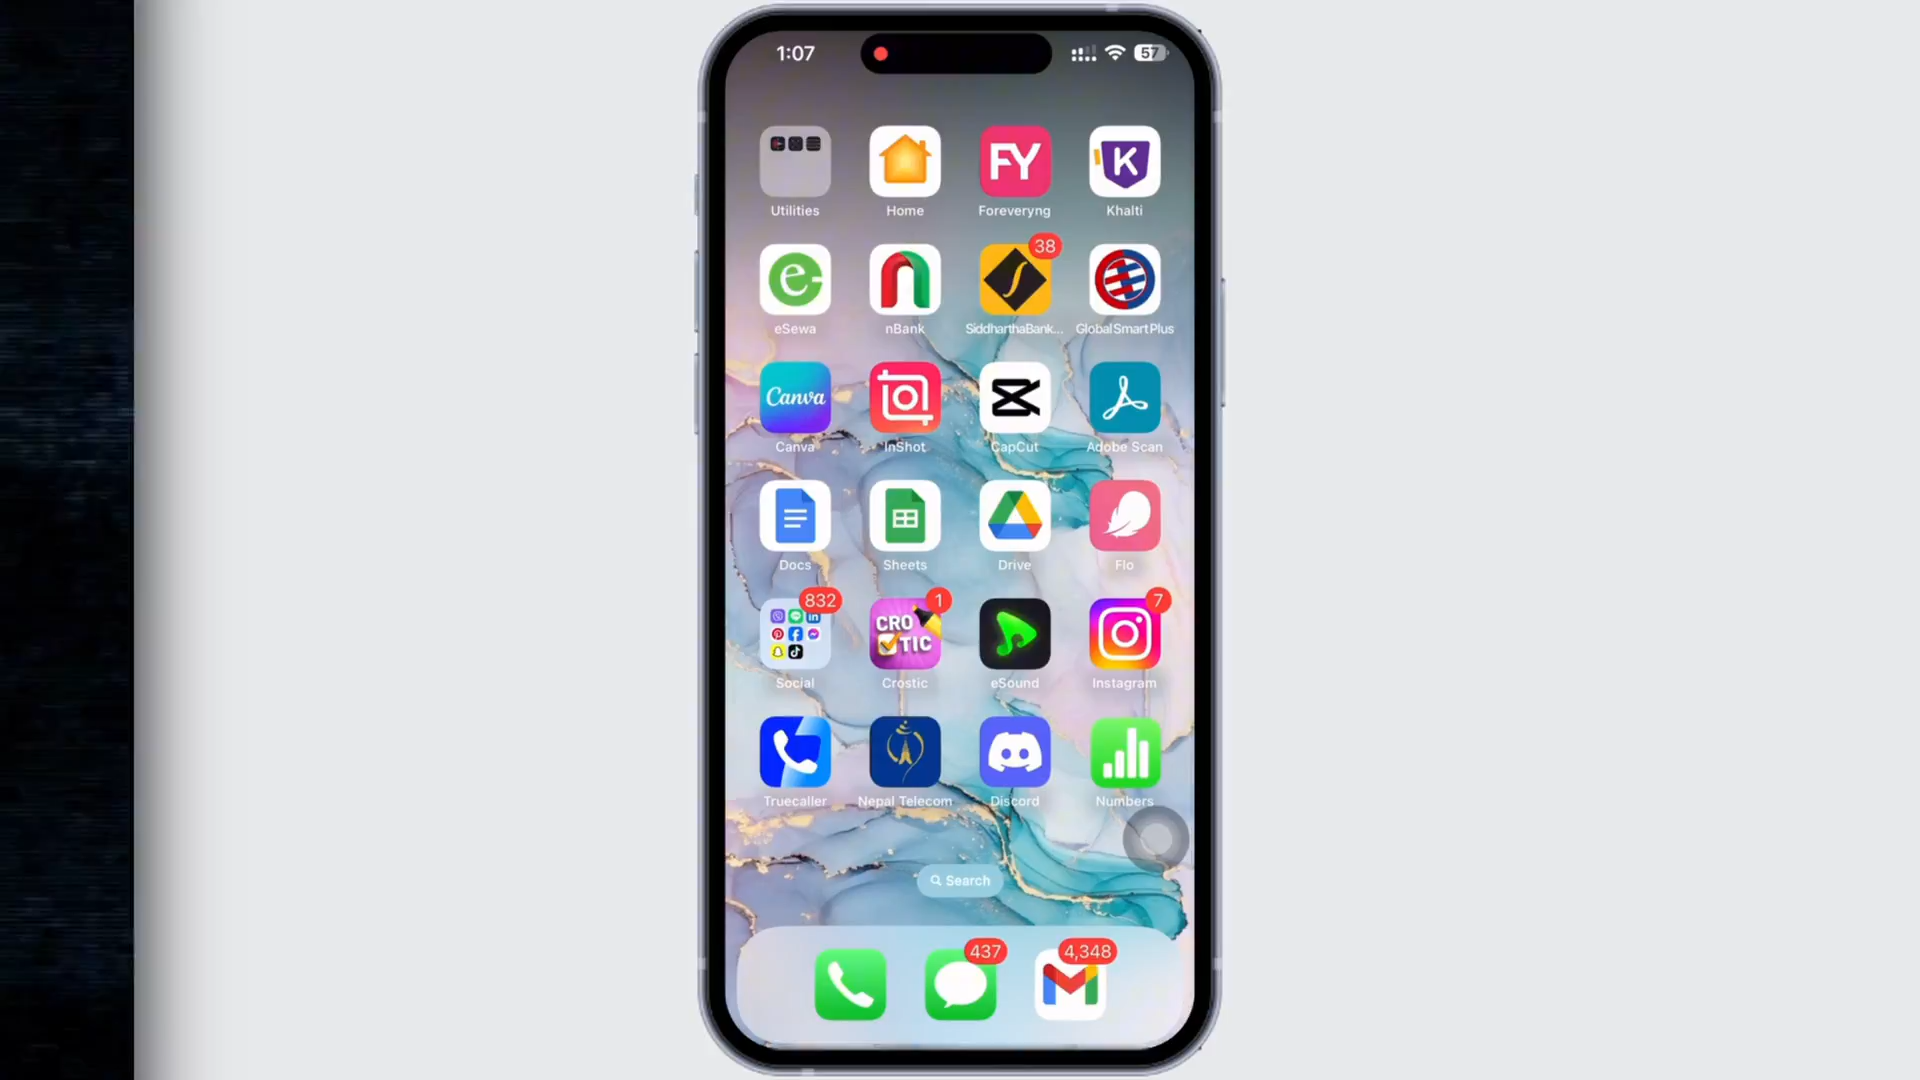 1:07
57
FY
K
Utilities
Home
Foreveryng
Khalti
38
eSewa
nBank
SiddharthaBank...
GlobalSmartPlus
Canva
Canva
InShot
CapCut
Adobe Scan
Docs
Sheets
Drive
Flo
832
1
7
in
CRO
TIC
Social
Crostic
eSound
Instagram
Truecaller
Nepal Telecom
Discord
Numbers
Search
437
4,348